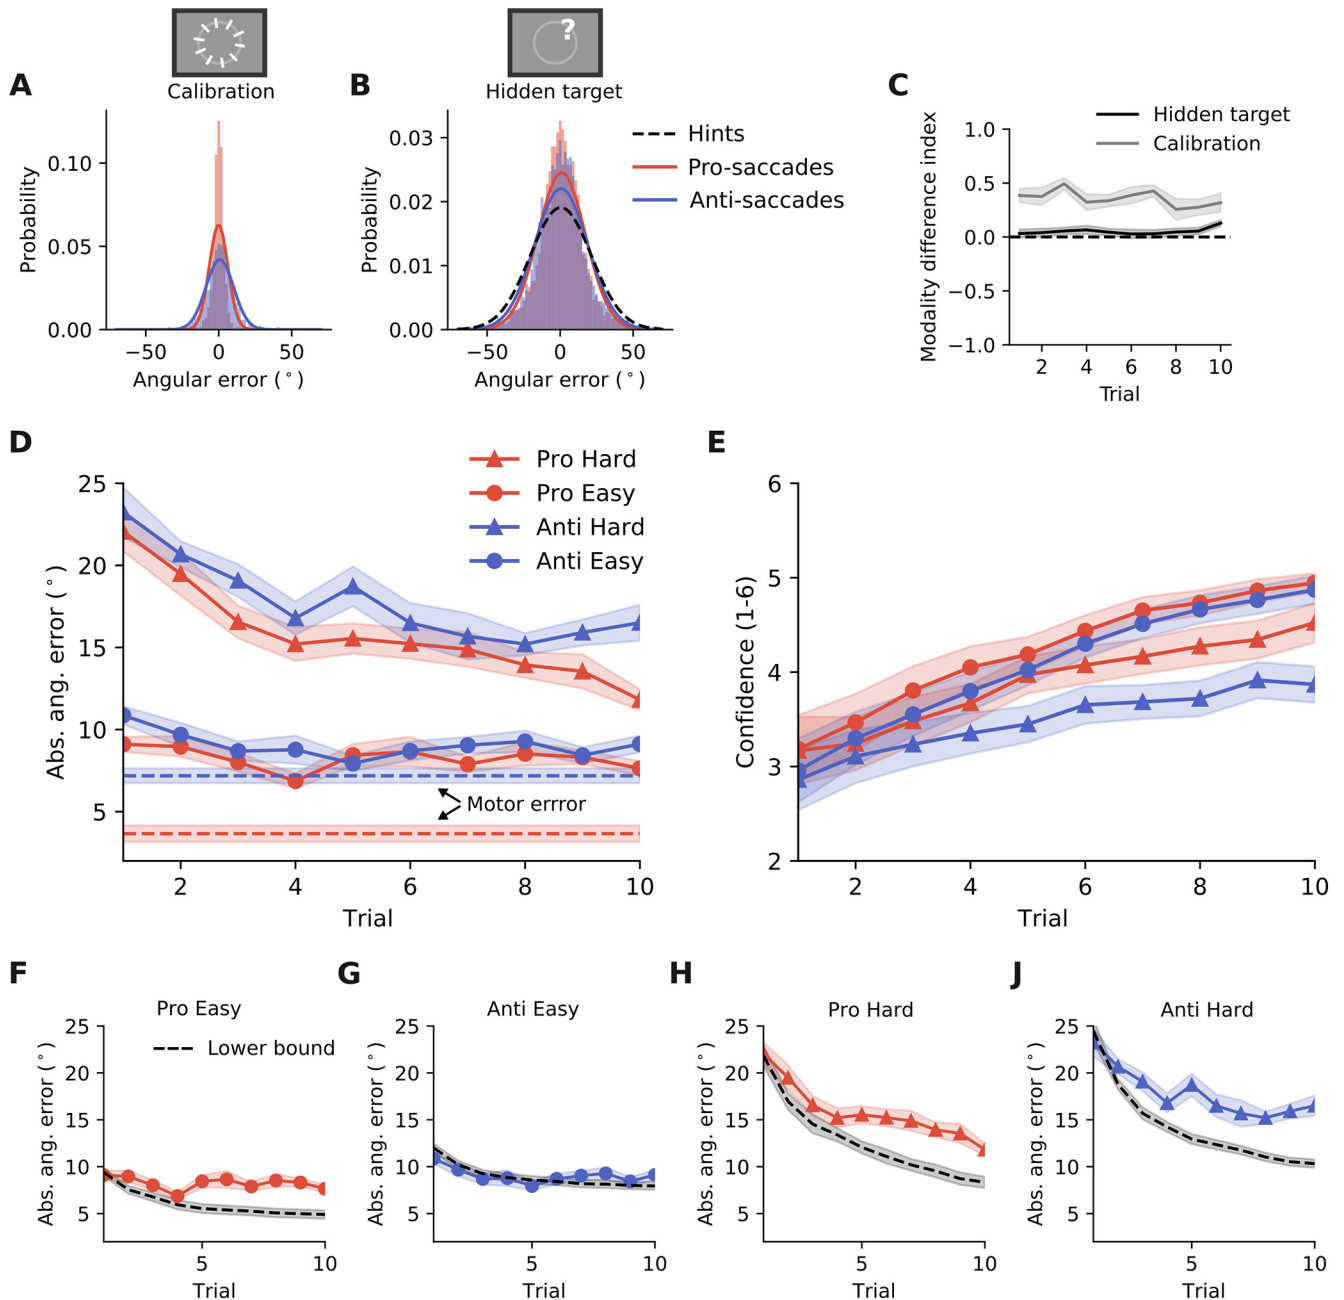 ?
A
Calibration
Probability
0.10
0.05
0.00
−50
0
50
Angular error (°)
B
Hidden target
Probability
0.03
0.02
0.01
0.00
−50
0
50
Angular error (°)
Hints
Pro-saccades
Anti-saccades
C
Hidden target
Calibration
Modality difference index
1.0
0.5
0.0
−0.5
−1.0
2
4
6
8
10
Trial
D
Pro Hard
Pro Easy
Anti Hard
Anti Easy
Abs. ang. error (°)
25
20
15
10
5
Motor errror
2
4
6
8
10
Trial
E
Confidence (1-6)
6
5
4
3
2
2
4
6
8
10
Trial
F
Pro Easy
Lower bound
Abs. ang. error (°)
25
20
15
10
5
5
10
Trial
G
Anti Easy
Abs. ang. error (°)
25
20
15
10
5
5
10
Trial
H
Pro Hard
Abs. ang. error (°)
25
20
15
10
5
5
10
Trial
J
Anti Hard
Abs. ang. error (°)
25
20
15
10
5
5
10
Trial